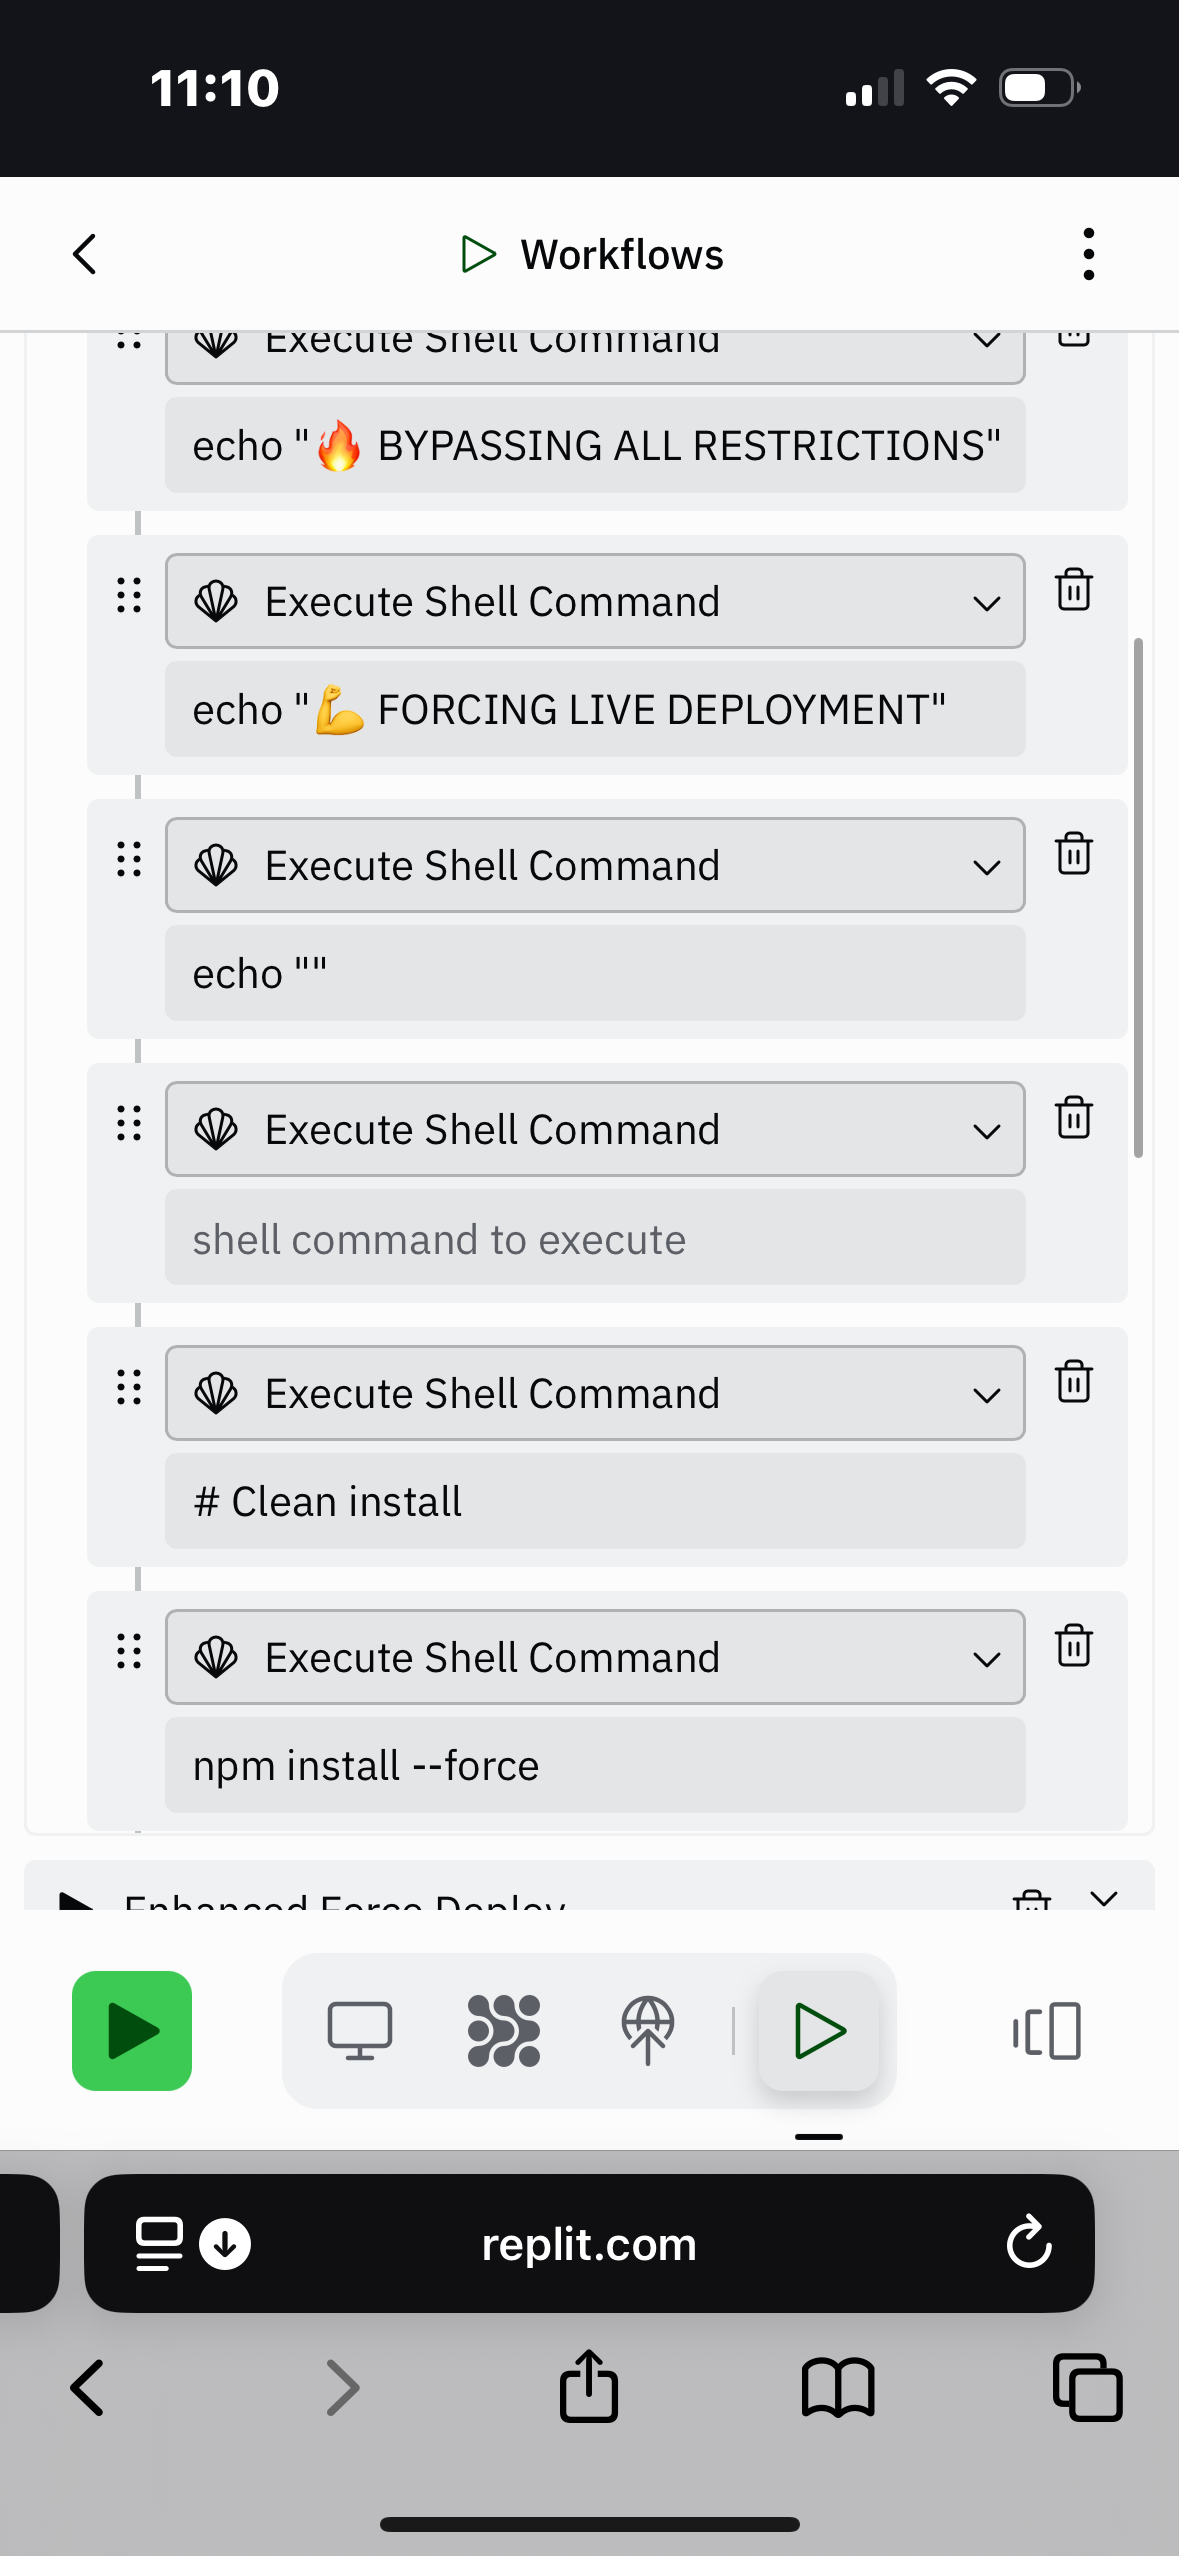 11:10
Workflows
Execute Shell Command
echo "🔥 BYPASSING ALL RESTRICTIONS"
Execute Shell Command
echo "💪 FORCING LIVE DEPLOYMENT"
Execute Shell Command
echo ""
Execute Shell Command
shell command to execute
Execute Shell Command
# Clean install
Execute Shell Command
npm install --force
Enhanced Force Deploy
replit.com